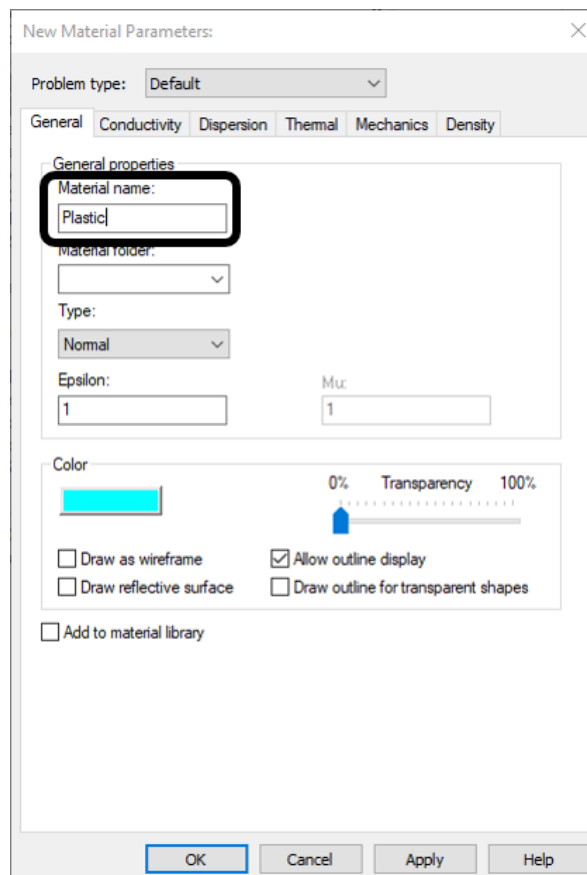 New Material Parameters:
Problem type: Default
General Conductivity Dispersion Thermal Mechanics Density
General properties
Material name:
Plastic
Material folder:
Type:
Normal
Epsilon: Mu:
1 1
Color
0% Transparency 100%
Draw as wireframe Allow outline display
Draw reflective surface Draw outline for transparent shapes
Add to material library
OK Cancel Apply Help